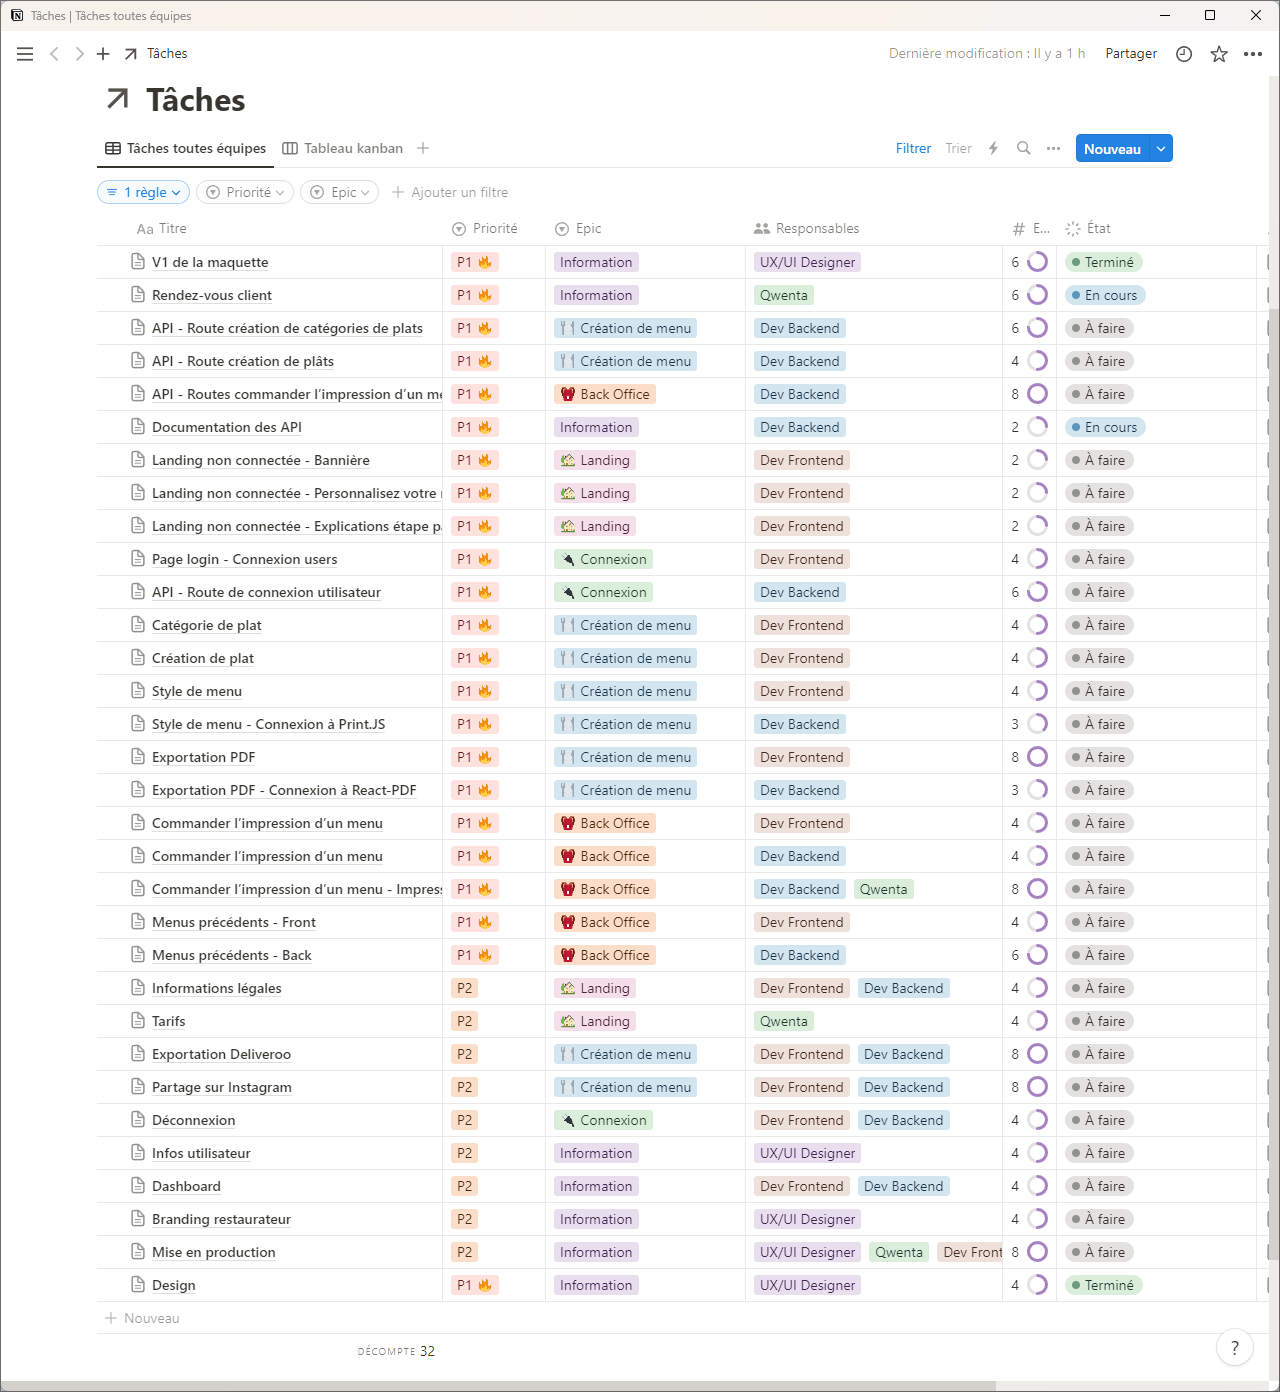 Tâches | Tâches toutes équipes
Tâches
Dernière modification : Il y a 1 h
Partager
Tâches
Tâches toutes équipes
Tableau kanban
Filtrer
Trier
Nouveau
1 règle
Priorité
Epic
Ajouter un filtre
Aa Titre Priorité Epic Responsables # E... État
V1 de la maquette P1 Information UX/UI Designer 6 Terminé
Rendez-vous client P1 Information Qwenta 6 En cours
API - Route création de catégories de plats P1 Création de menu Dev Backend 6 À faire
API - Route création de plâts P1 Création de menu Dev Backend 4 À faire
API - Routes commander l'impression d'un me P1 Back Office Dev Backend 8 À faire
Documentation des API P1 Information Dev Backend 2 En cours
Landing non connectée - Bannière P1 Landing Dev Frontend 2 À faire
Landing non connectée - Personnalisez votre P1 Landing Dev Frontend 2 À faire
Landing non connectée - Explications étape p P1 Landing Dev Frontend 2 À faire
Page login - Connexion users P1 Connexion Dev Frontend 4 À faire
API - Route de connexion utilisateur P1 Connexion Dev Backend 6 À faire
Catégorie de plat P1 Création de menu Dev Frontend 4 À faire
Création de plat P1 Création de menu Dev Frontend 4 À faire
Style de menu P1 Création de menu Dev Frontend 4 À faire
Style de menu - Connexion à Print.JS P1 Création de menu Dev Backend 3 À faire
Exportation PDF P1 Création de menu Dev Frontend 8 À faire
Exportation PDF - Connexion à React-PDF P1 Création de menu Dev Backend 3 À faire
Commander l'impression d'un menu P1 Back Office Dev Frontend 4 À faire
Commander l'impression d'un menu P1 Back Office Dev Backend 4 À faire
Commander l'impression d'un menu - Impress P1 Back Office Dev Backend Qwenta 8 À faire
Menus précédents - Front P1 Back Office Dev Frontend 4 À faire
Menus précédents - Back P1 Back Office Dev Backend 6 À faire
Informations légales P2 Landing Dev Frontend Dev Backend 4 À faire
Tarifs P2 Landing Qwenta 4 À faire
Exportation Deliveroo P2 Création de menu Dev Frontend Dev Backend 8 À faire
Partage sur Instagram P2 Création de menu Dev Frontend Dev Backend 8 À faire
Déconnexion P2 Connexion Dev Frontend Dev Backend 4 À faire
Infos utilisateur P2 Information UX/UI Designer 4 À faire
Dashboard P2 Information Dev Frontend Dev Backend 4 À faire
Branding restaurateur P2 Information UX/UI Designer 4 À faire
Mise en production P2 Information UX/UI Designer Qwenta Dev Front 8 À faire
Design P1 Information UX/UI Designer 4 Terminé
Nouveau
DÉCOMPTE 32
?